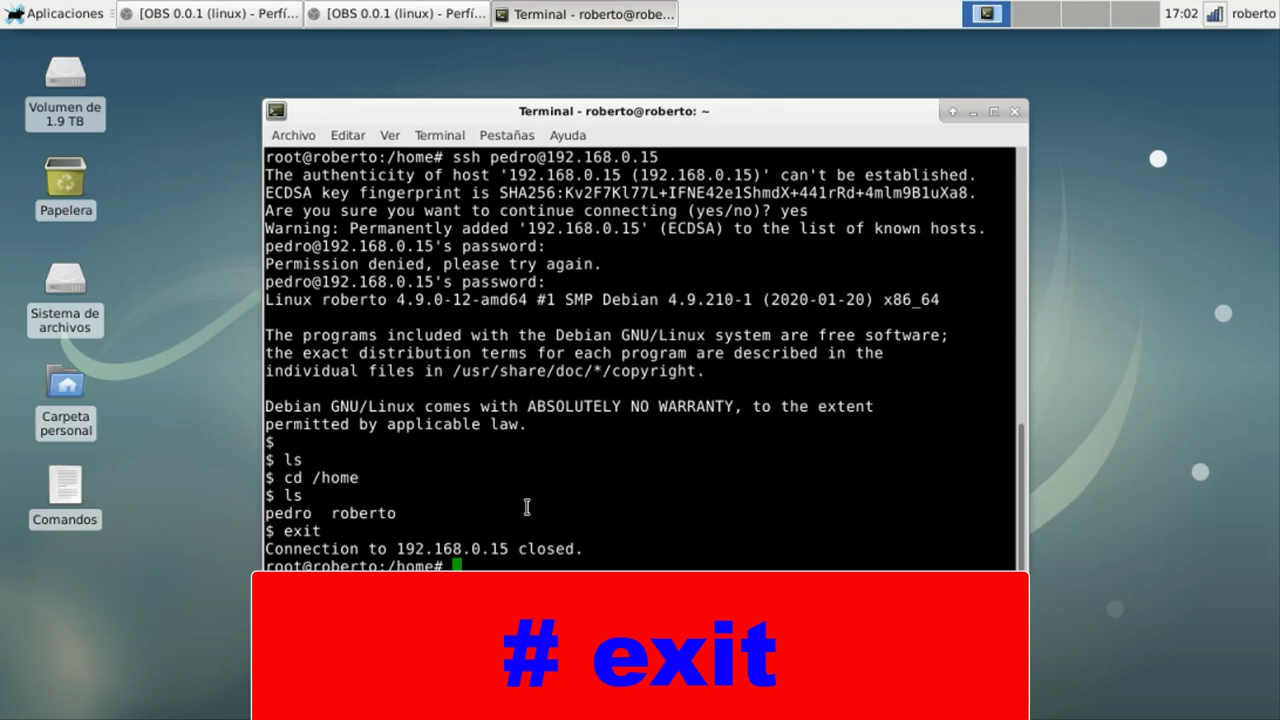 Aplicaciones
[OBS 0.0.1 (linux) - Perfí...
[OBS 0.0.1 (linux) - Perfí...
Terminal - roberto@robe...
17:02
roberto
Volumen de
1.9 TB
Papelera
Sistema de
archivos
Carpeta
personal
Comandos
Terminal - roberto@roberto: ~
Archivo Editar Ver Terminal Pestañas Ayuda
root@roberto:/home# ssh pedro@192.168.0.15
The authenticity of host '192.168.0.15 (192.168.0.15)' can't be established.
ECDSA key fingerprint is SHA256:Kv2F7Kl77L+IFNE42e1ShmdX+441rRd+4mlm9B1uXa8.
Are you sure you want to continue connecting (yes/no)? yes
Warning: Permanently added '192.168.0.15' (ECDSA) to the list of known hosts.
pedro@192.168.0.15's password:
Permission denied, please try again.
pedro@192.168.0.15's password:
Linux roberto 4.9.0-12-amd64 #1 SMP Debian 4.9.210-1 (2020-01-20) x86_64
The programs included with the Debian GNU/Linux system are free software;
the exact distribution terms for each program are described in the
individual files in /usr/share/doc/*/copyright.
Debian GNU/Linux comes with ABSOLUTELY NO WARRANTY, to the extent
permitted by applicable law.
$
$ ls
$ cd /home
$ ls
pedro  roberto
$ exit
Connection to 192.168.0.15 closed.
root@roberto:/home#
# exit